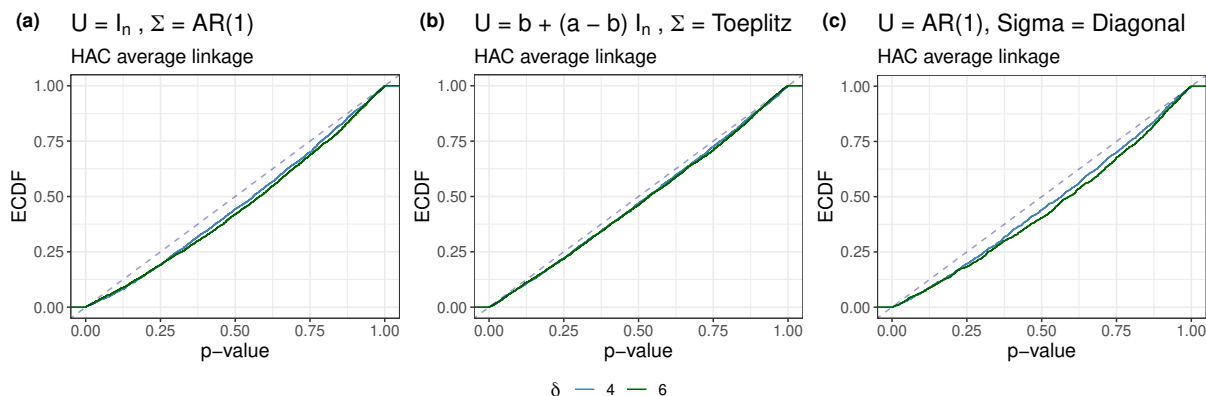 (a) U = Iₙ , Σ = AR(1)
HAC average linkage
1.00
0.75
0.50
0.25
0.00
ECDF
0.00 0.25 0.50 0.75 1.00
p−value
(b) U = b + (a − b) Iₙ , Σ = Toeplitz
HAC average linkage
1.00
0.75
0.50
0.25
0.00
ECDF
0.00 0.25 0.50 0.75 1.00
p−value
(c) U = AR(1), Sigma = Diagonal
HAC average linkage
1.00
0.75
0.50
0.25
0.00
ECDF
0.00 0.25 0.50 0.75 1.00
p−value
δ 4 6